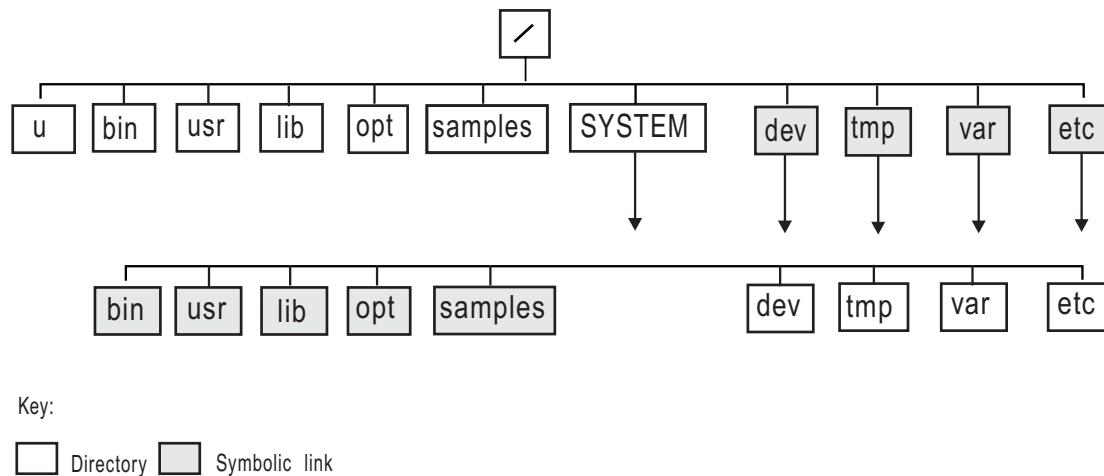 /
u bin usr lib opt samples SYSTEM dev tmp var etc
bin usr lib opt samples dev tmp var etc
Key:
Directory Symbolic link